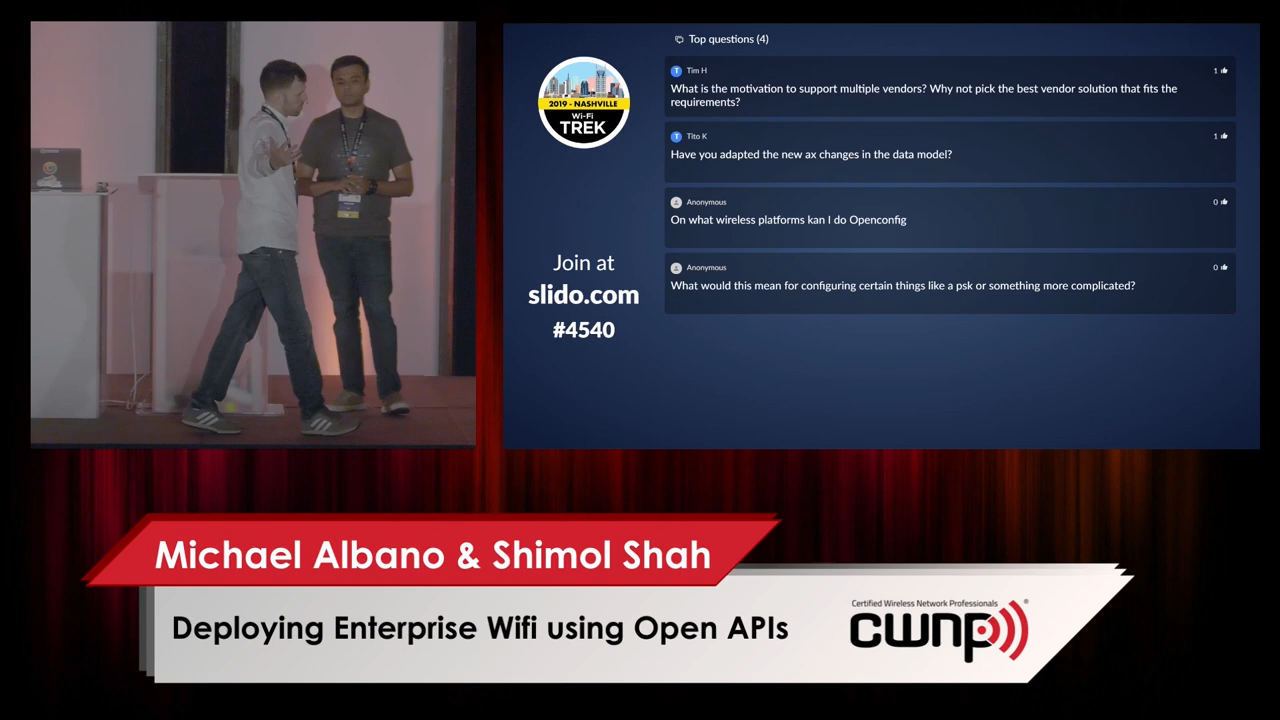 Top questions (4)
Tim H
1
What is the motivation to support multiple vendors? Why not pick the best vendor solution that fits the
requirements?
Tito K
1
Have you adapted the new ax changes in the data model?
Anonymous
0
On what wireless platforms kan I do Openconfig
Anonymous
0
What would this mean for configuring certain things like a psk or something more complicated?
2019 - NASHVILLE
Wi-Fi
TREK
Join at
slido.com
#4540
Michael Albano & Shimol Shah
Deploying Enterprise Wifi using Open APIs
Certified Wireless Network Professionals
cwnp